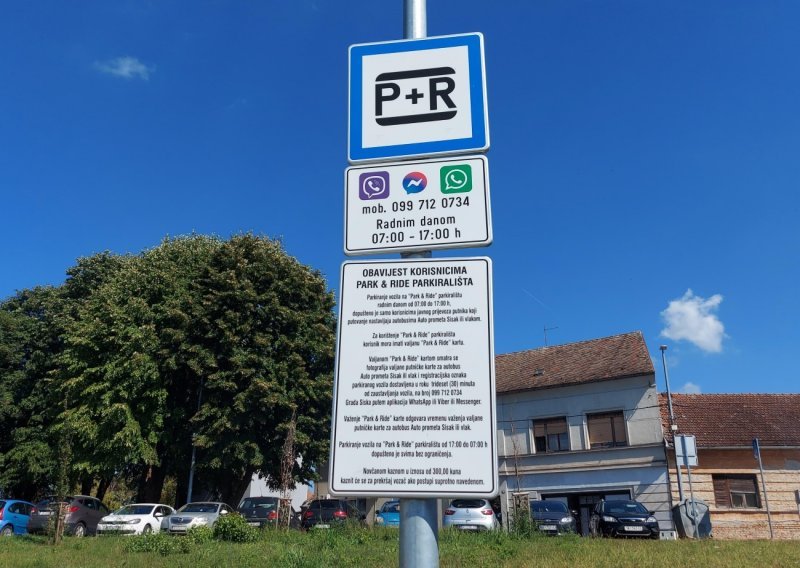 P+R
mob. 099 712 0734
Radnim danom
07:00 - 17:00 h
OBAVIJEST KORISNICIMA
PARK & RIDE PARKIRALIŠTA
Parkiranje vozila na "Park & Ride" parkiralištu
radnim danom od 07:00 do 17:00 h,
dopušteno je samo korisnicima javnog prijevoza putnika koji
putovanje nastavljaju autobusima Auto prometa Sisak ili vlakom.
Za korištenje "Park & Ride" parkirališta
korisnik mora imati valjanu "Park & Ride" kartu.
Valjanom "Park & Ride" kartom smatra se
fotografija valjane putničke karte za autobus
Auto prometa Sisak ili vlak i registracijska oznaka
parkiranog vozila dostavljena u roku trideset (30) minuta
od zaustavljanja vozila, na broj 099 712 0734
Grada Siska putem aplikacija WhatsApp ili Viber ili Messenger.
Važenje "Park & Ride" karte odgovara vremenu važenja valjane
putničke karte za autobus Auto prometa Sisak ili vlak.
Parkiranje vozila na "Park & Ride" parkiralištu od 17:00 do 07:00 h
dopušteno je svima bez ograničenja.
Novčanom kaznom u iznosu od 300,00 kuna
kaznit će se za prekršaj vozač ako postupi suprotno navedenom.